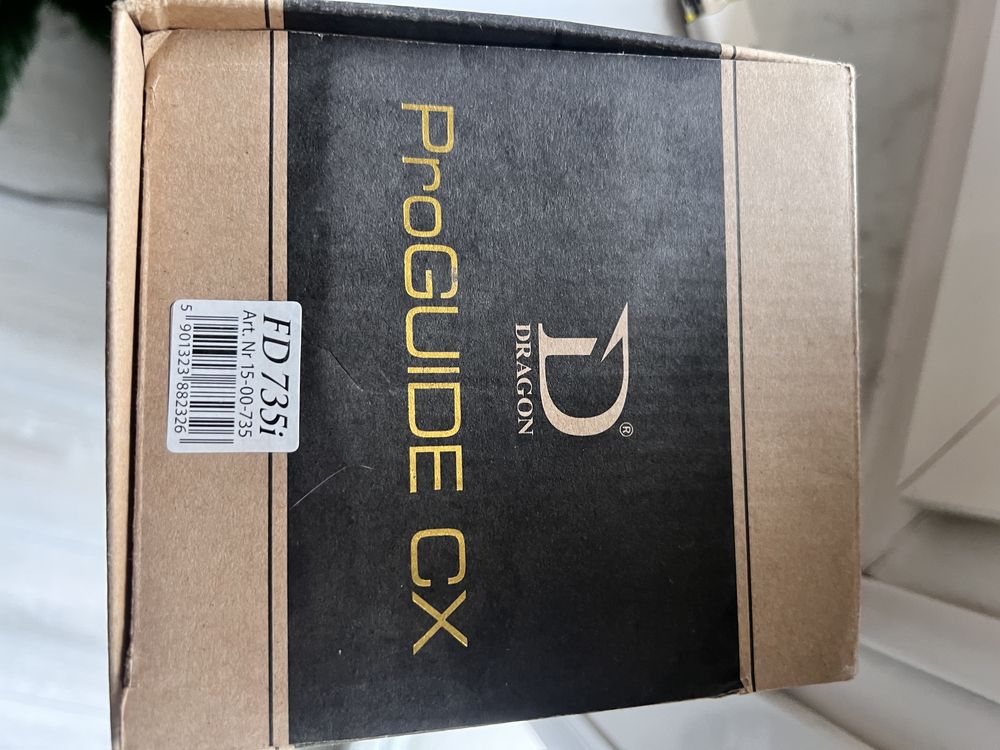 ®
DRAGON
ProGUIDE CX
FD 735i
Art. Nr 15-00-735
5 901323 882326